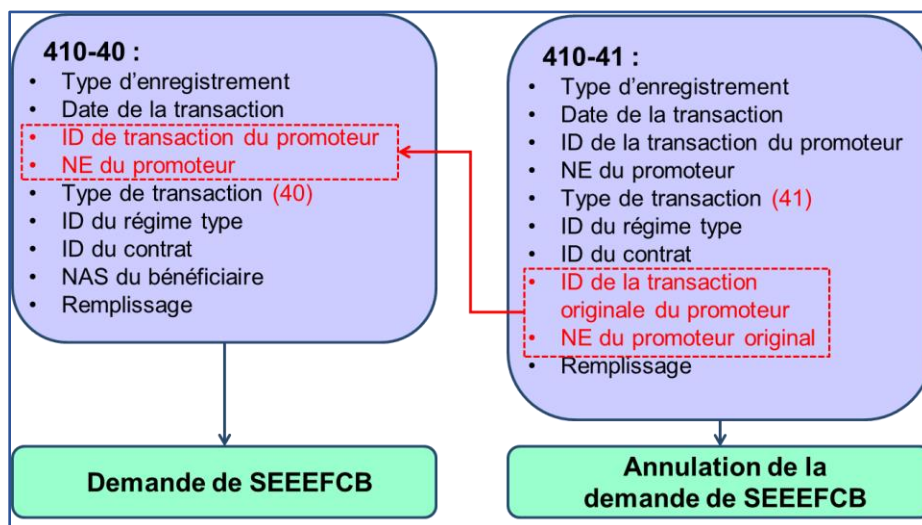 410-40 :
• Type d'enregistrement
• Date de la transaction
• ID de transaction du promoteur
• NE du promoteur
• Type de transaction (40)
• ID du régime type
• ID du contrat
• NAS du bénéficiaire
• Remplissage
Demande de SEEEFCB
410-41 :
• Type d'enregistrement
• Date de la transaction
• ID de la transaction du promoteur
• NE du promoteur
• Type de transaction (41)
• ID du régime type
• ID du contrat
• ID de la transaction
originale du promoteur
• NE du promoteur original
• Remplissage
Annulation de la
demande de SEEEFCB